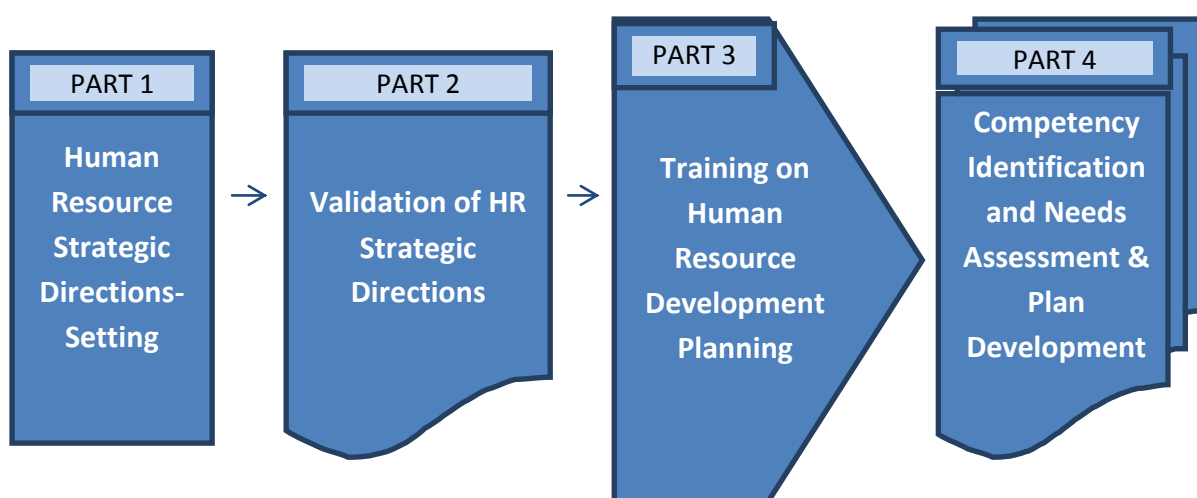 PART 1
Human
Resource
Strategic
Directions-
Setting
PART 2
Validation of HR
Strategic
Directions
PART 3
Training on
Human
Resource
Development
Planning
PART 4
Competency
Identification
and Needs
Assessment &
Plan
Development